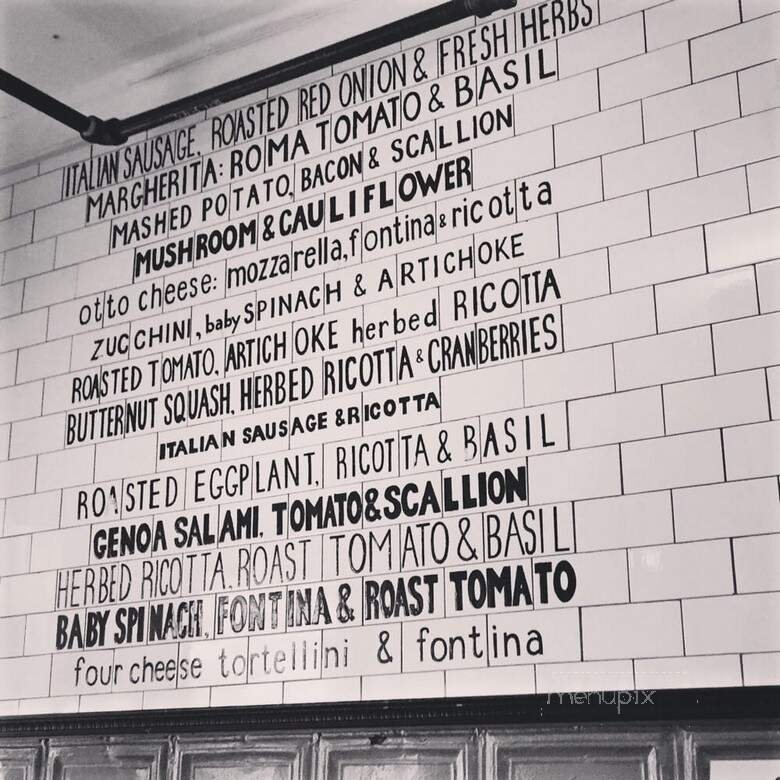 ITALIAN SAUSAGE, ROASTED RED ONION & FRESH HERBS
MARGHERITA: ROMA TOMATO & BASIL
MASHED POTATO, BACON & SCALLION
MUSHROOM & CAULIFLOWER
otto cheese: mozzarella, fontina & ricotta
ZUCCHINI, baby SPINACH & ARTICHOKE
ROASTED TOMATO, ARTICHOKE herbed RICOTTA
BUTTERNUT SQUASH, HERBED RICOTTA & CRANBERRIES
ITALIAN SAUSAGE & RICOTTA
ROASTED EGGPLANT, RICOTTA & BASIL
GENOA SALAMI, TOMATO & SCALLION
HERBED RICOTTA, ROAST TOMATO & BASIL
BABY SPINACH, FONTINA & ROAST TOMATO
four cheese tortellini & fontina
menupix